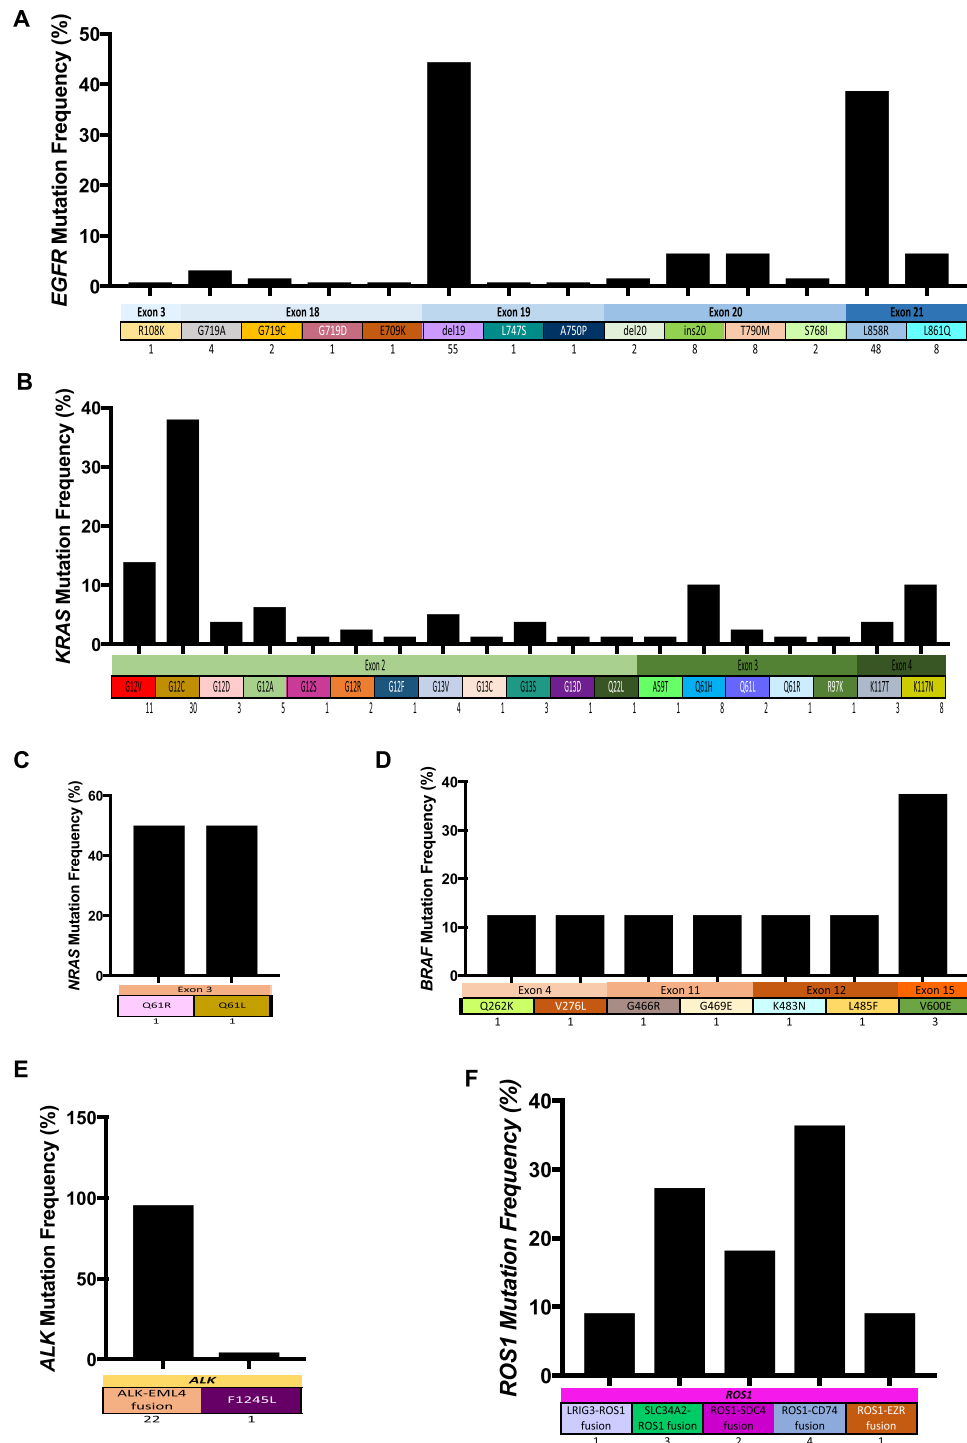 A
EGFR Mutation Frequency (%)
50
40
30
20
10
0
Exon 3 Exon 18 Exon 19 Exon 20 Exon 21
R108K G719A G719C G719D E709K del19 L747S A750P del20 ins20 T790M S768I L858R L861Q
1 4 2 1 1 55 1 1 2 8 8 2 48 8
B
KRAS Mutation Frequency (%)
40
30
20
10
0
Exon 2 Exon 3 Exon 4
G12V G12C G12D G12A G12S G12R G12F G13V G13C G13S G13D Q22L A59T Q61H Q61L Q61R R97K K117T K117N
11 30 3 5 1 2 1 4 1 3 1 1 1 8 2 1 1 3 8
C
NRAS Mutation Frequency (%)
60
40
20
0
Exon 3
Q61R Q61L
1 1
D
BRAF Mutation Frequency (%)
40
30
20
10
0
Exon 4 Exon 11 Exon 12 Exon 15
Q262K V276L G466R G469E K483N L485F V600E
1 1 1 1 1 1 3
E
ALK Mutation Frequency (%)
150
100
50
0
ALK
ALK-EML4 F1245L
fusion
22 1
F
ROS1 Mutation Frequency (%)
40
30
20
10
0
ROS1
LRIG3-ROS1 SLC34A2- ROS1-SDC4 ROS1-CD74 ROS1-EZR
fusion ROS1 fusion fusion fusion fusion
1 3 2 4 1